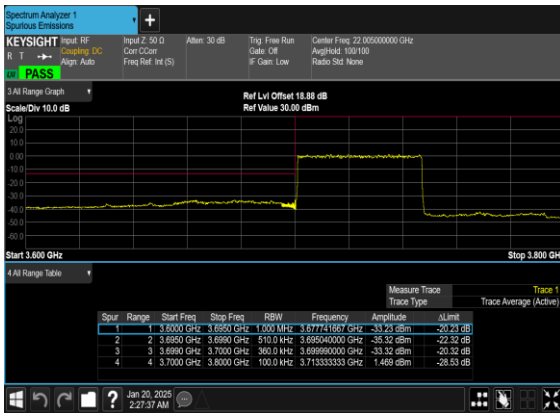 Spectrum Analyzer 1
Spurious Emissions
KEYSIGHT
R T
Input: RF
Coupling: DC
Align: Auto
Input Z: 50 Ω
Corr CCorr
Freq Ref: Int (S)
Atten: 30 dB
Trig: Free Run
Gate: Off
IF Gain: Low
Center Freq: 22.005000000 GHz
Avg|Hold: 100/100
Radio Std: None
PASS
3 All Range Graph
Scale/Div 10.0 dB
Ref Lvl Offset 18.88 dB
Ref Value 30.00 dBm
Log
20.0
10.0
0.00
-10.0
-20.0
-30.0
-40.0
-50.0
-60.0
Start 3.600 GHz
Stop 3.800 GH
4 All Range Table
Measure Trace Trace 1
Trace Type Trace Average (Active)
Spur Range Start Freq Stop Freq RBW Frequency Amplitude ΔLimit
1 1 3.6000 GHz 3.6950 GHz 1.000 MHz 3.677741667 GHz -33.23 dBm -20.23 dB
2 2 3.6950 GHz 3.6990 GHz 510.0 kHz 3.695040000 GHz -35.32 dBm -22.32 dB
3 3 3.6990 GHz 3.7000 GHz 360.0 kHz 3.699990000 GHz -33.32 dBm -20.32 dB
4 4 3.7000 GHz 3.8000 GHz 100.0 kHz 3.713333333 GHz 1.469 dBm -28.53 dB
Jan 20, 2025
2:27:37 AM